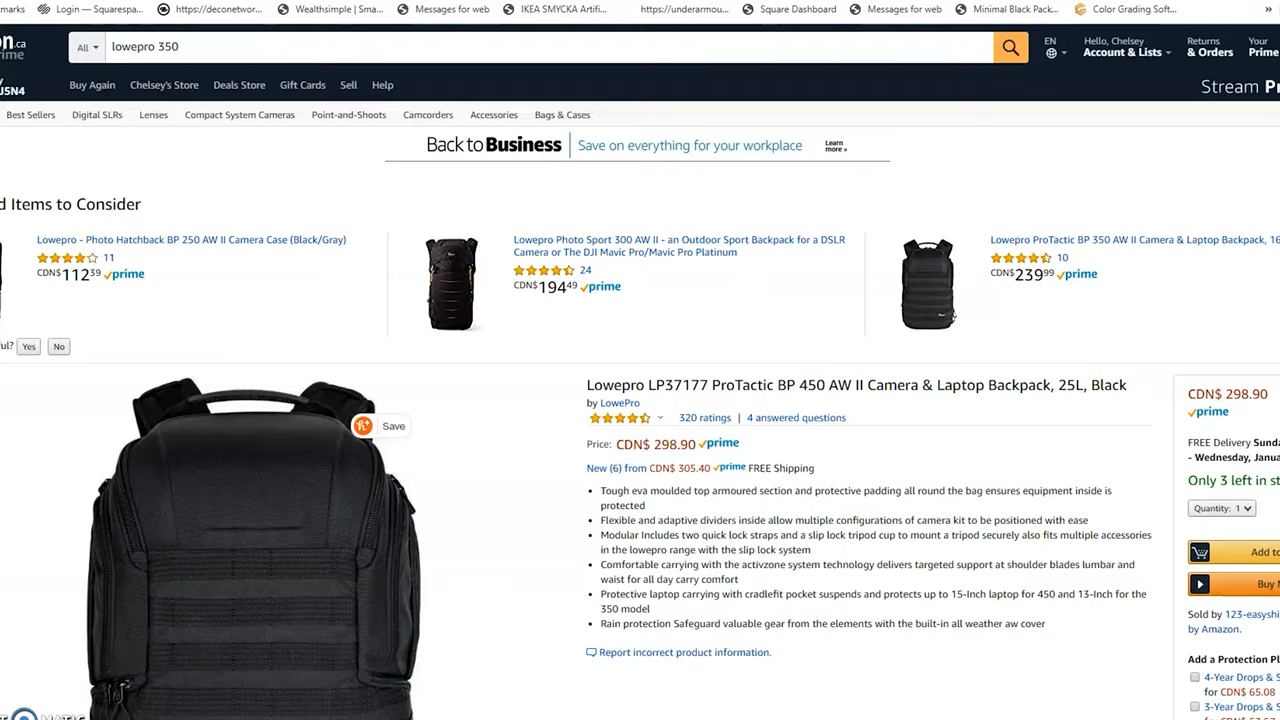 marks
Login — Squarespa...
https://deconetwor...
Wealthsimple | Sma...
Messages for web
IKEA SMYCKA Artifi...
https://underarmou...
Square Dashboard
Messages for web
Minimal Black Pack...
Color Grading Soft...
»
n.ca
rime
All
lowepro 350
EN
Hello, Chelsey
Account & Lists
Returns
& Orders
Your
Prime
J5N4
Buy Again
Chelsey's Store
Deals Store
Gift Cards
Sell
Help
Stream Pr
Best Sellers
Digital SLRs
Lenses
Compact System Cameras
Point-and-Shoots
Camcorders
Accessories
Bags & Cases
Back to Business
Save on everything for your workplace
Learn
more »
d Items to Consider
Lowepro - Photo Hatchback BP 250 AW II Camera Case (Black/Gray)
11
CDN$ 112 39 prime
Lowepro Photo Sport 300 AW II - an Outdoor Sport Backpack for a DSLR
Camera or The DJI Mavic Pro/Mavic Pro Platinum
24
CDN$ 194 49 prime
Lowepro ProTactic BP 350 AW II Camera & Laptop Backpack, 16
10
CDN$ 239 99 prime
ful?
Yes
No
Save
Lowepro LP37177 ProTactic BP 450 AW II Camera & Laptop Backpack, 25L, Black
by LowePro
320 ratings | 4 answered questions
Price: CDN$ 298.90 prime
New (6) from CDN$ 305.40 prime FREE Shipping
• Tough eva moulded top armoured section and protective padding all round the bag ensures equipment inside is
protected
• Flexible and adaptive dividers inside allow multiple configurations of camera kit to be positioned with ease
• Modular Includes two quick lock straps and a slip lock tripod cup to mount a tripod securely also fits multiple accessories
in the lowepro range with the slip lock system
• Comfortable carrying with the activzone system technology delivers targeted support at shoulder blades lumbar and
waist for all day carry comfort
• Protective laptop carrying with cradlefit pocket suspends and protects up to 15-Inch laptop for 450 and 13-Inch for the
350 model
• Rain protection Safeguard valuable gear from the elements with the built-in all weather aw cover
Report incorrect product information.
CDN$ 298.90
prime
FREE Delivery Sunda
- Wednesday, Janua
Only 3 left in st
Quantity: 1
Add to
Buy N
Sold by 123-easyshi
by Amazon.
Add a Protection Pl
4-Year Drops & S
for CDN$ 65.08
3-Year Drops & S